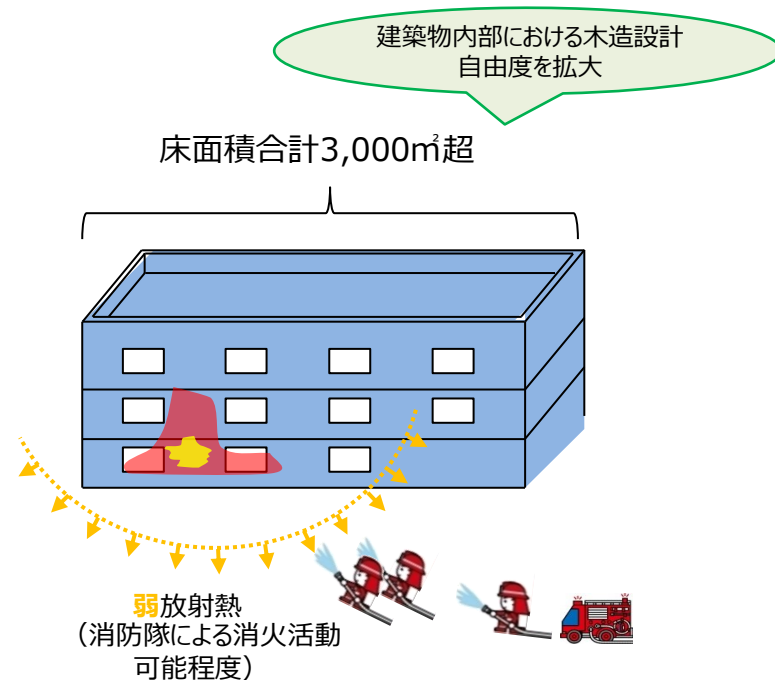 建築物内部における木造設計
自由度を拡大
床面積合計3,000㎡超
弱放射熱
（消防隊による消火活動
可能程度）